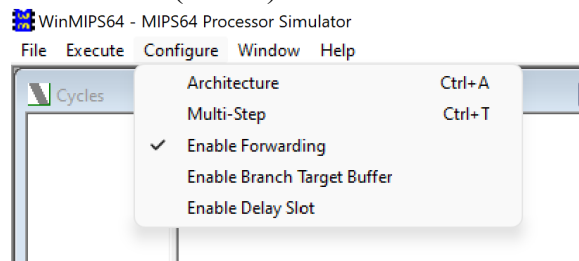 WinMIPS64 - MIPS64 Processor Simulator
File Execute Configure Window Help
Cycles
Architecture Ctrl+A
Multi-Step Ctrl+T
Enable Forwarding
Enable Branch Target Buffer
Enable Delay Slot